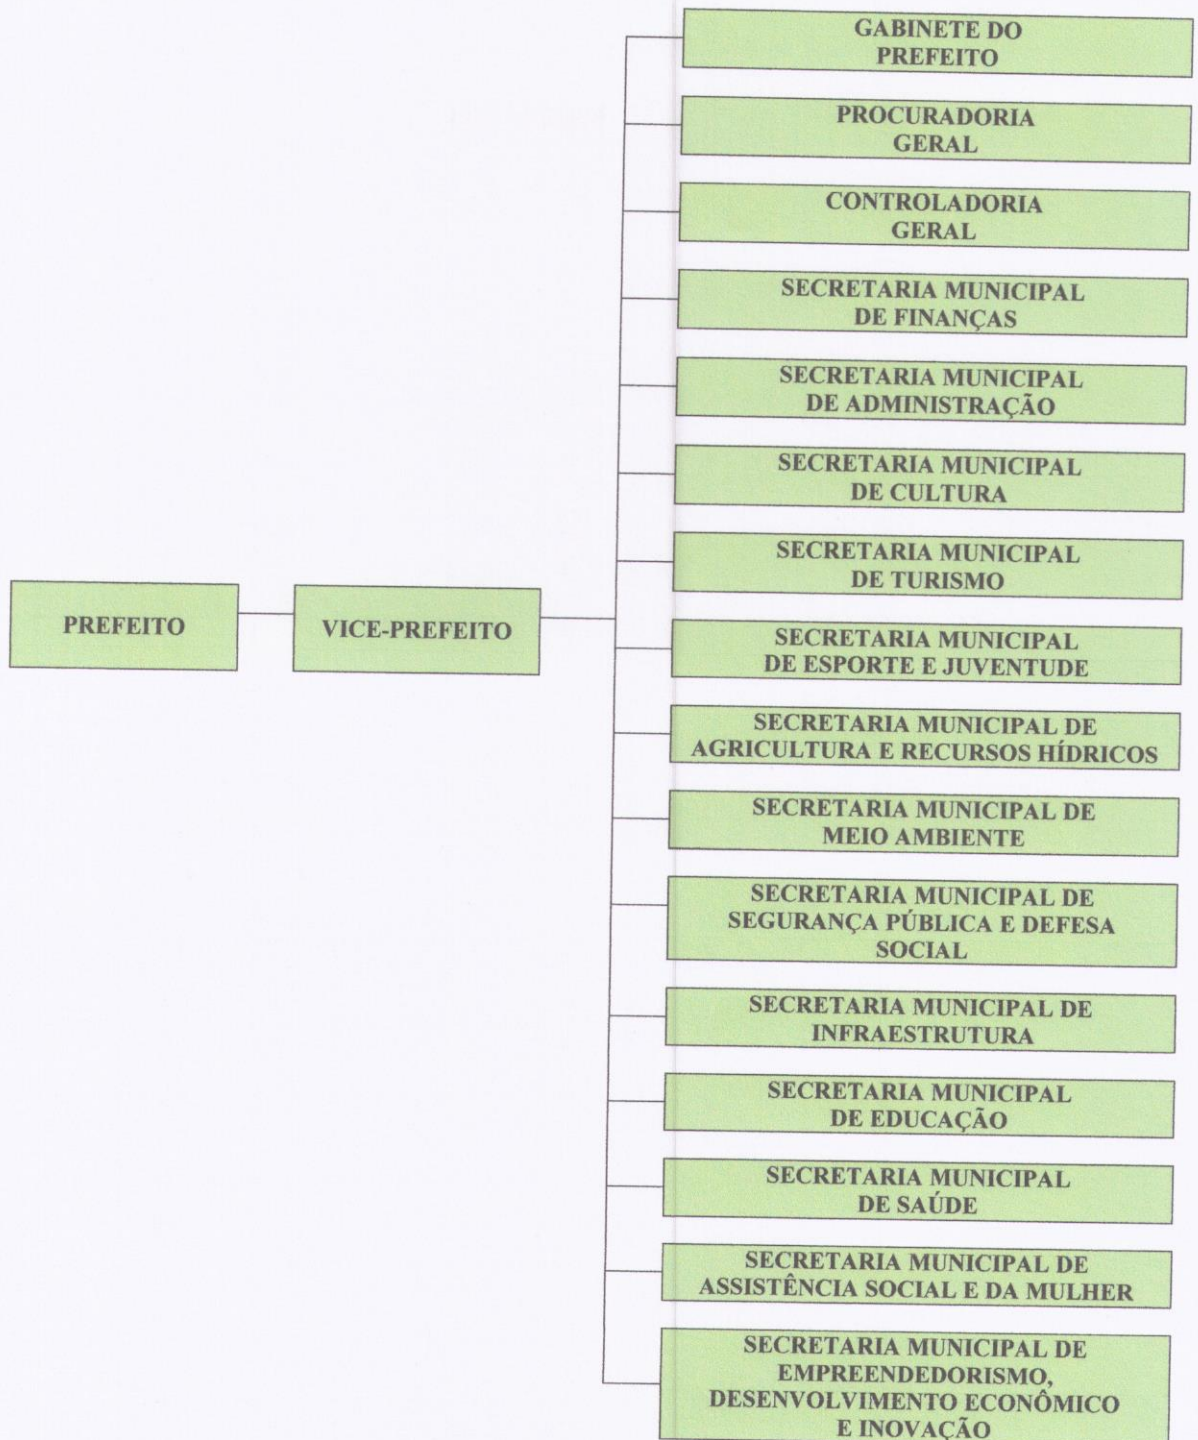 PREFEITO
VICE-PREFEITO
GABINETE DO
PREFEITO
PROCURADORIA
GERAL
CONTROLADORIA
GERAL
SECRETARIA MUNICIPAL
DE FINANÇAS
SECRETARIA MUNICIPAL
DE ADMINISTRAÇÃO
SECRETARIA MUNICIPAL
DE CULTURA
SECRETARIA MUNICIPAL
DE TURISMO
SECRETARIA MUNICIPAL
DE ESPORTE E JUVENTUDE
SECRETARIA MUNICIPAL DE
AGRICULTURA E RECURSOS HÍDRICOS
SECRETARIA MUNICIPAL DE
MEIO AMBIENTE
SECRETARIA MUNICIPAL DE
SEGURANÇA PÚBLICA E DEFESA
SOCIAL
SECRETARIA MUNICIPAL DE
INFRAESTRUTURA
SECRETARIA MUNICIPAL
DE EDUCAÇÃO
SECRETARIA MUNICIPAL
DE SAÚDE
SECRETARIA MUNICIPAL DE
ASSISTÊNCIA SOCIAL E DA MULHER
SECRETARIA MUNICIPAL DE
EMPREENDEDORISMO,
DESENVOLVIMENTO ECONÔMICO
E INOVAÇÃO